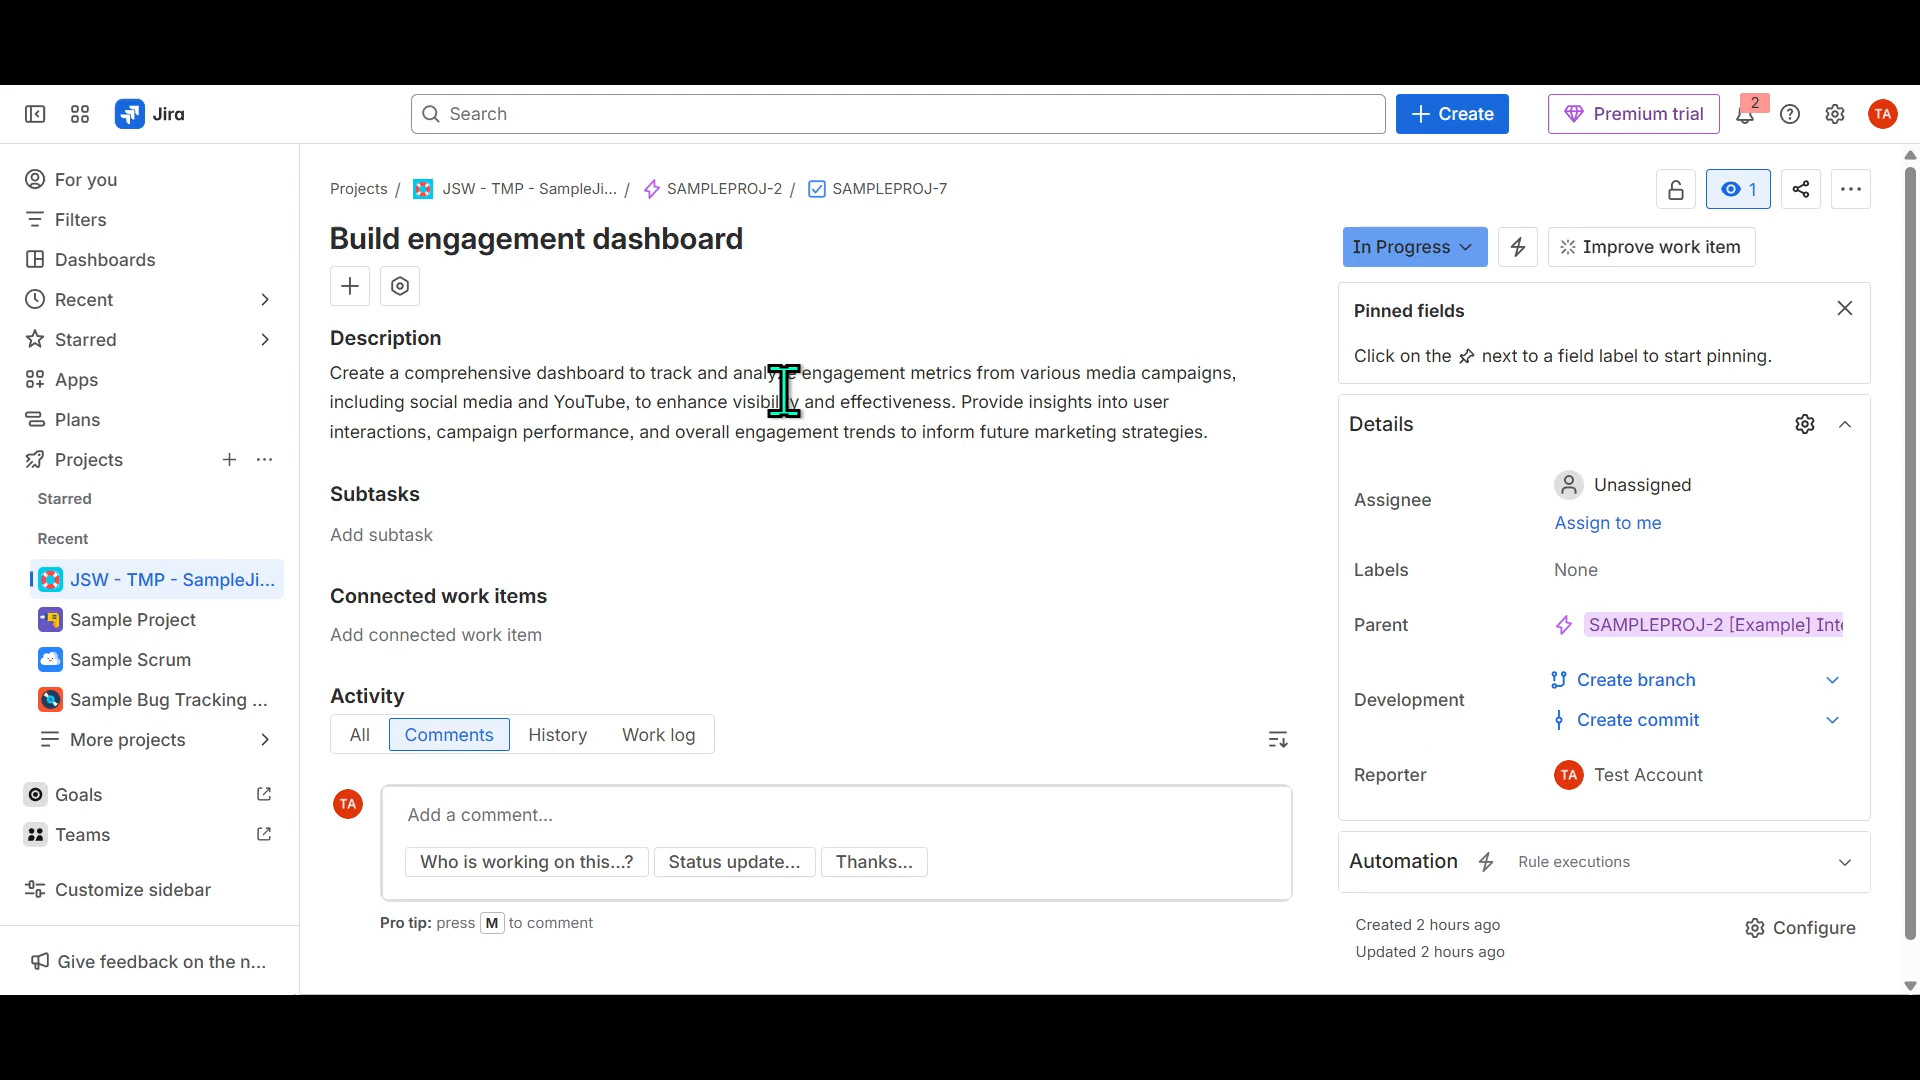 Jira
Search
Create
Premium trial
2
TA
For you
Filters
Dashboards
Recent
Starred
Apps
Plans
Projects
Starred
Recent
JSW - TMP - SampleJi...
Sample Project
Sample Scrum
Sample Bug Tracking ...
More projects
Goals
Teams
Customize sidebar
Give feedback on the n...
Projects / JSW - TMP - SampleJi... / SAMPLEPROJ-2 / SAMPLEPROJ-7
1
Build engagement dashboard
Description
Create a comprehensive dashboard to track and analyze engagement metrics from various media campaigns,
including social media and YouTube, to enhance visibility and effectiveness. Provide insights into user
interactions, campaign performance, and overall engagement trends to inform future marketing strategies.
Subtasks
Add subtask
Connected work items
Add connected work item
Activity
All Comments History Work log
TA
Add a comment...
Who is working on this...? Status update... Thanks...
Pro tip: press M to comment
In Progress
Improve work item
Pinned fields
Click on the next to a field label to start pinning.
Details
Assignee
Unassigned
Assign to me
Labels
None
Parent
SAMPLEPROJ-2 [Example] Inte
Development
Create branch
Create commit
Reporter
TA Test Account
Automation Rule executions
Created 2 hours ago
Updated 2 hours ago
Configure